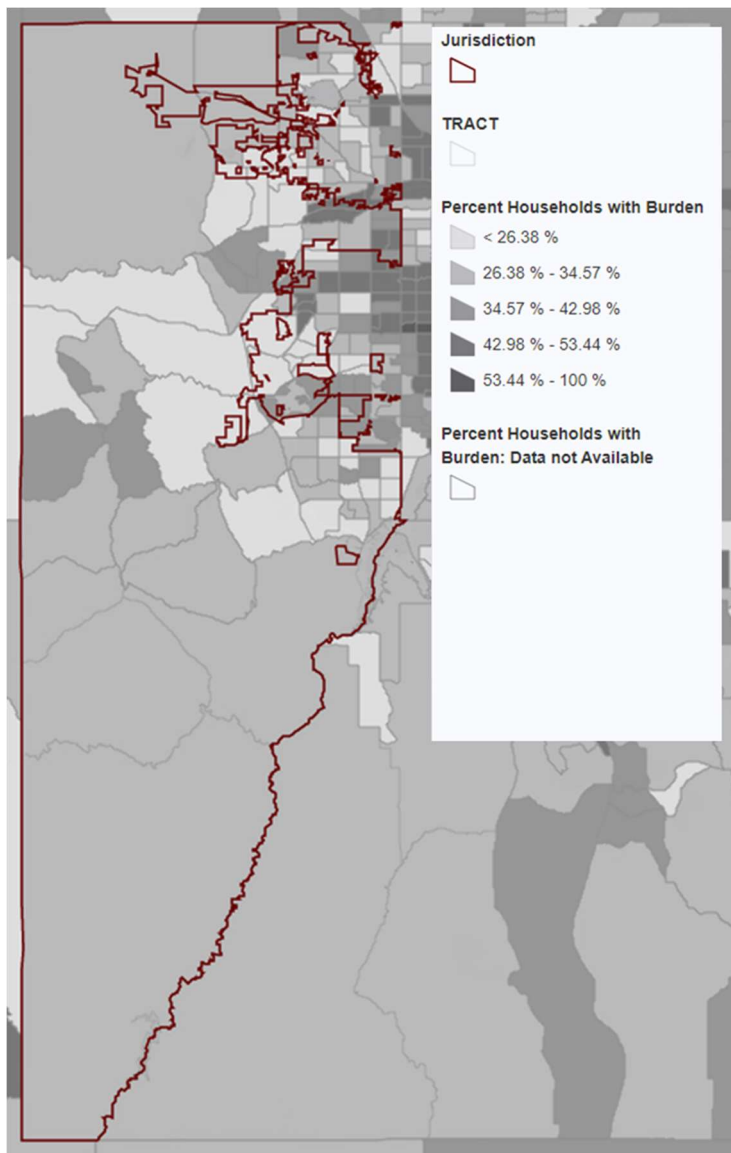 Jurisdiction
TRACT
Percent Households with Burden
< 26.38 %
26.38 % - 34.57 %
34.57 % - 42.98 %
42.98 % - 53.44 %
53.44 % - 100 %
Percent Households with
Burden: Data not Available